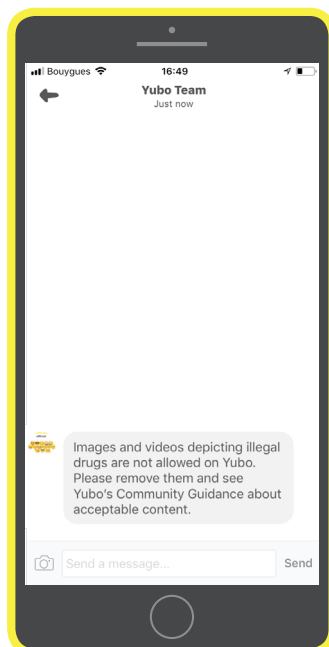 Bouygues 16:49
Yubo Team
Just now
Images and videos depicting illegal
drugs are not allowed on Yubo.
Please remove them and see
Yubo's Community Guidance about
acceptable content.
Send a message... Send